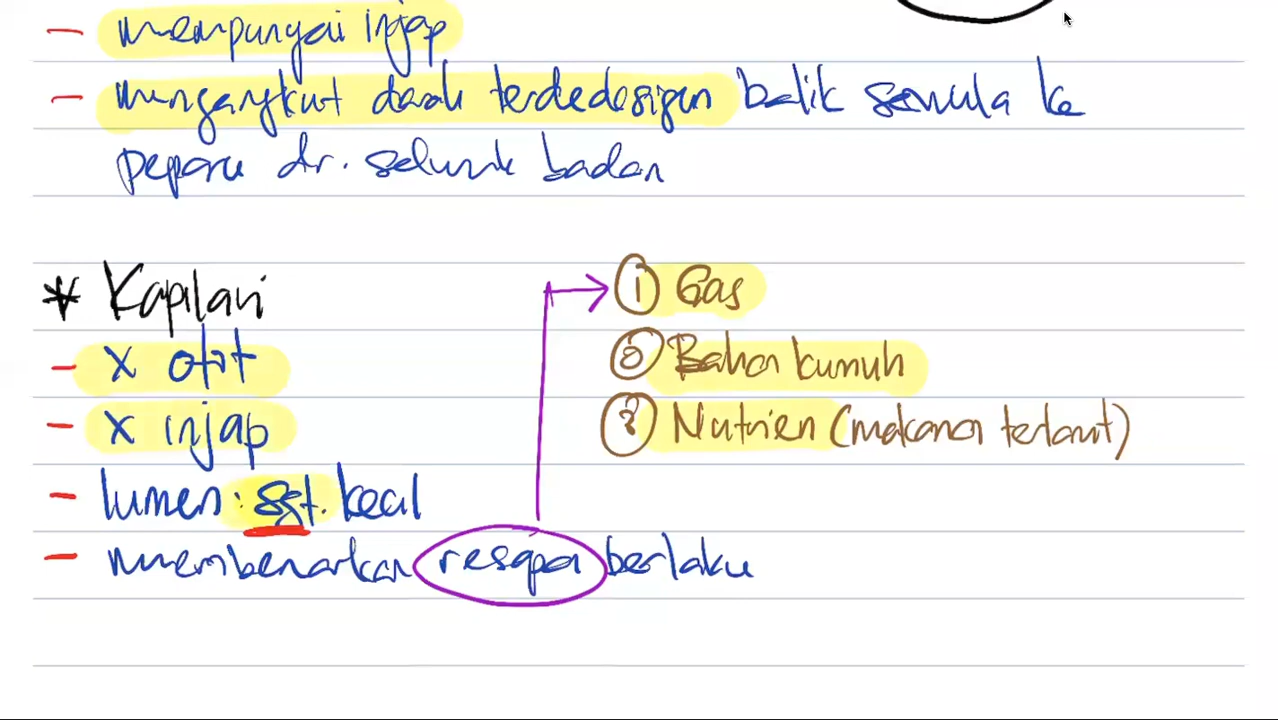 - mempunyai injap
- mengangkut darah terdedosigen balik semula ke
peparu dr. seluruh badan
* Kapilari
- X otot
- X injap
- lumen : sgt. kecil
- membenarkan resapan berlaku
① Gas
② Bahan kumuh
③ Nutrien (makanan terlarut)